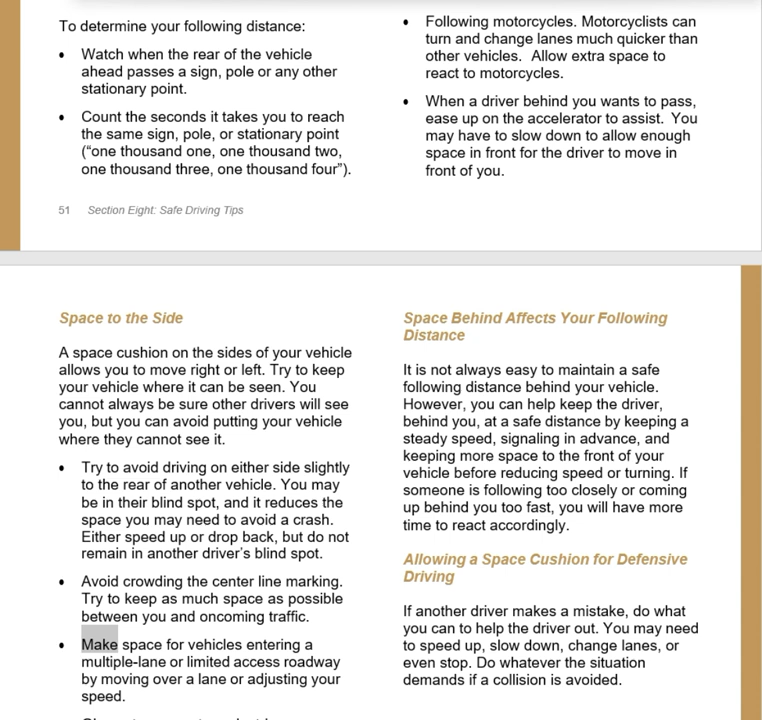 To determine your following distance:
• Watch when the rear of the vehicle
ahead passes a sign, pole or any other
stationary point.
• Count the seconds it takes you to reach
the same sign, pole, or stationary point
(“one thousand one, one thousand two,
one thousand three, one thousand four”).
• Following motorcycles. Motorcyclists can
turn and change lanes much quicker than
other vehicles.  Allow extra space to
react to motorcycles.
• When a driver behind you wants to pass,
ease up on the accelerator to assist.  You
may have to slow down to allow enough
space in front for the driver to move in
front of you.
51 Section Eight: Safe Driving Tips
Space to the Side
A space cushion on the sides of your vehicle
allows you to move right or left. Try to keep
your vehicle where it can be seen. You
cannot always be sure other drivers will see
you, but you can avoid putting your vehicle
where they cannot see it.
• Try to avoid driving on either side slightly
to the rear of another vehicle. You may
be in their blind spot, and it reduces the
space you may need to avoid a crash.
Either speed up or drop back, but do not
remain in another driver’s blind spot.
• Avoid crowding the center line marking.
Try to keep as much space as possible
between you and oncoming traffic.
• Make space for vehicles entering a
multiple-lane or limited access roadway
by moving over a lane or adjusting your
speed.
Space Behind Affects Your Following
Distance
It is not always easy to maintain a safe
following distance behind your vehicle.
However, you can help keep the driver,
behind you, at a safe distance by keeping a
steady speed, signaling in advance, and
keeping more space to the front of your
vehicle before reducing speed or turning. If
someone is following too closely or coming
up behind you too fast, you will have more
time to react accordingly.
Allowing a Space Cushion for Defensive
Driving
If another driver makes a mistake, do what
you can to help the driver out. You may need
to speed up, slow down, change lanes, or
even stop. Do whatever the situation
demands if a collision is avoided.